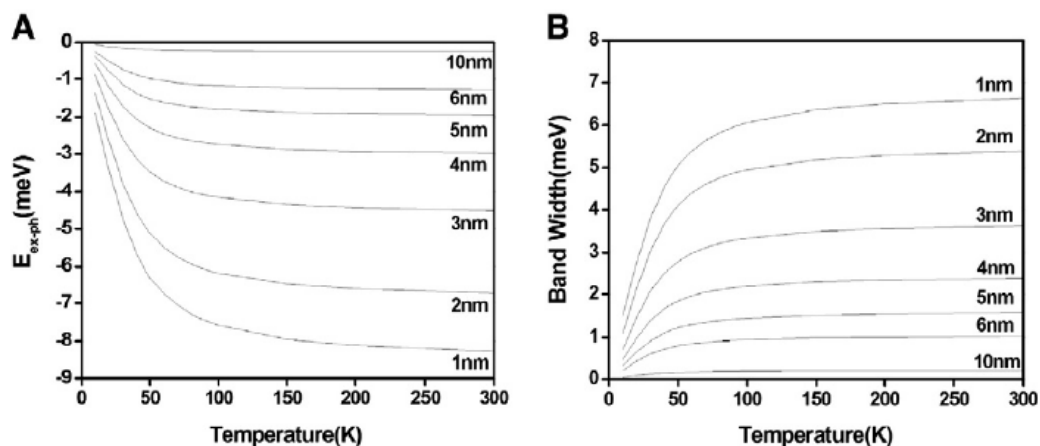 A
E_ex-ph(meV)
0
-1
-2
-3
-4
-5
-6
-7
-8
-9
10nm
6nm
5nm
4nm
3nm
2nm
1nm
0 50 100 150 200 250 300
Temperature(K)
B
Band Width(meV)
8
7
6
5
4
3
2
1
0
1nm
2nm
3nm
4nm
5nm
6nm
10nm
0 50 100 150 200 250 300
Temperature(K)